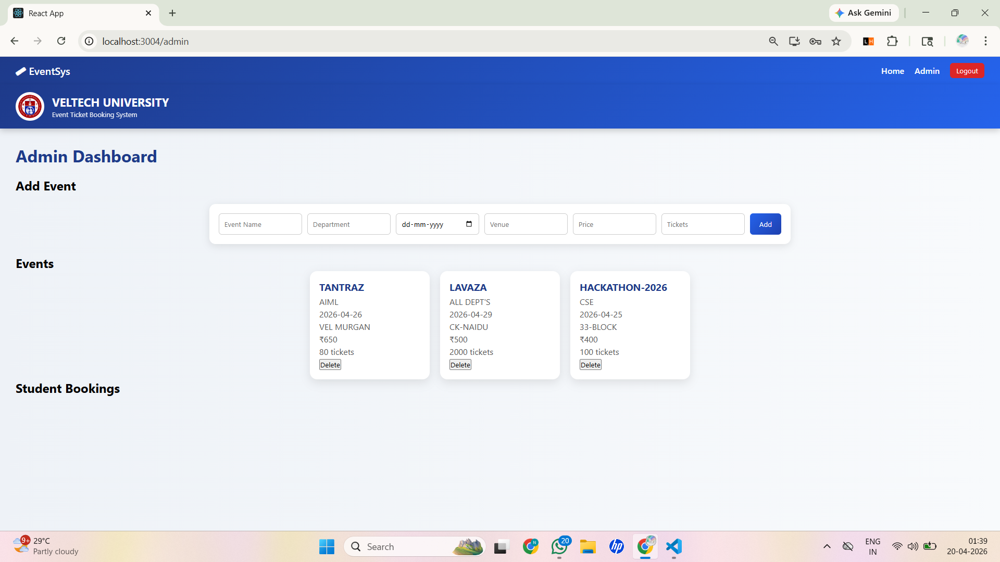 React App
Ask Gemini
localhost:3004/admin
EventSys
Home Admin Logout
VELTECH UNIVERSITY
Event Ticket Booking System
Admin Dashboard
Add Event
Event Name Department dd-mm-yyyy Venue Price Tickets Add
Events
TANTRAZ
AIML
2026-04-26
VEL MURGAN
₹650
80 tickets
Delete
LAVAZA
ALL DEPT'S
2026-04-29
CK-NAIDU
₹500
2000 tickets
Delete
HACKATHON-2026
CSE
2026-04-25
33-BLOCK
₹400
100 tickets
Delete
Student Bookings
9+
29°C
Partly cloudy
Search
N
20
hp
ENG
IN
01:39
20-04-2026